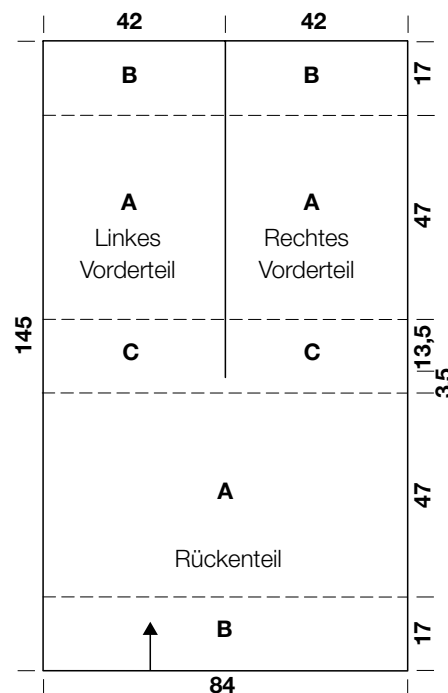 42 42
B B 17
A A 47
Linkes Rechtes
Vorderteil Vorderteil
145
C C 13,5
3,5
A 47
Rückenteil
B 17
84